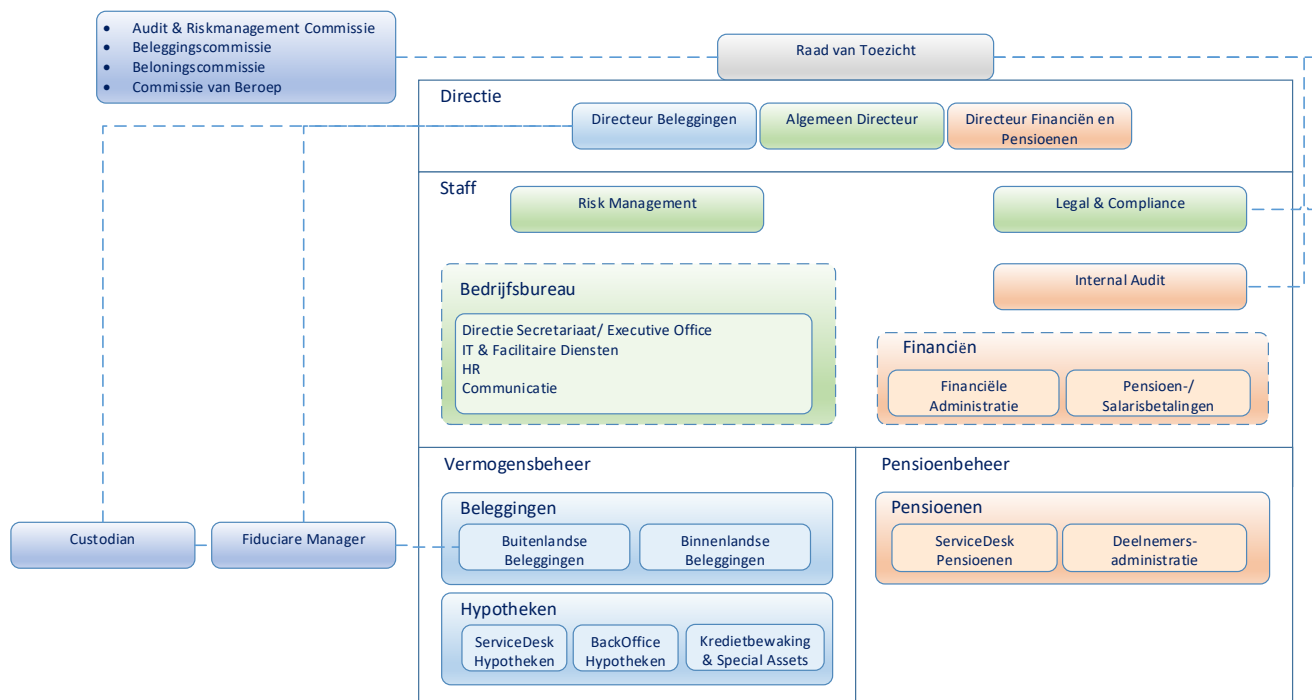 • Audit & Riskmanagement Commissie
• Beleggingscommissie
• Beloningscommissie
• Commissie van Beroep
Raad van Toezicht
Directie
Directeur Beleggingen
Algemeen Directeur
Directeur Financiën en
Pensioenen
Staff
Risk Management
Legal & Compliance
Bedrijfsbureau
Directie Secretariaat/ Executive Office
IT & Facilitaire Diensten
HR
Communicatie
Internal Audit
Financiën
Financiële
Administratie
Pensioen-/
Salarisbetalingen
Vermogensbeheer
Beleggingen
Buitenlandse
Beleggingen
Binnenlandse
Beleggingen
Custodian
Fiduciare Manager
Hypotheken
ServiceDesk
Hypotheken
BackOffice
Hypotheken
Kredietbewaking
& Special Assets
Pensioenbeheer
Pensioenen
ServiceDesk
Pensioenen
Deelnemers-
administratie